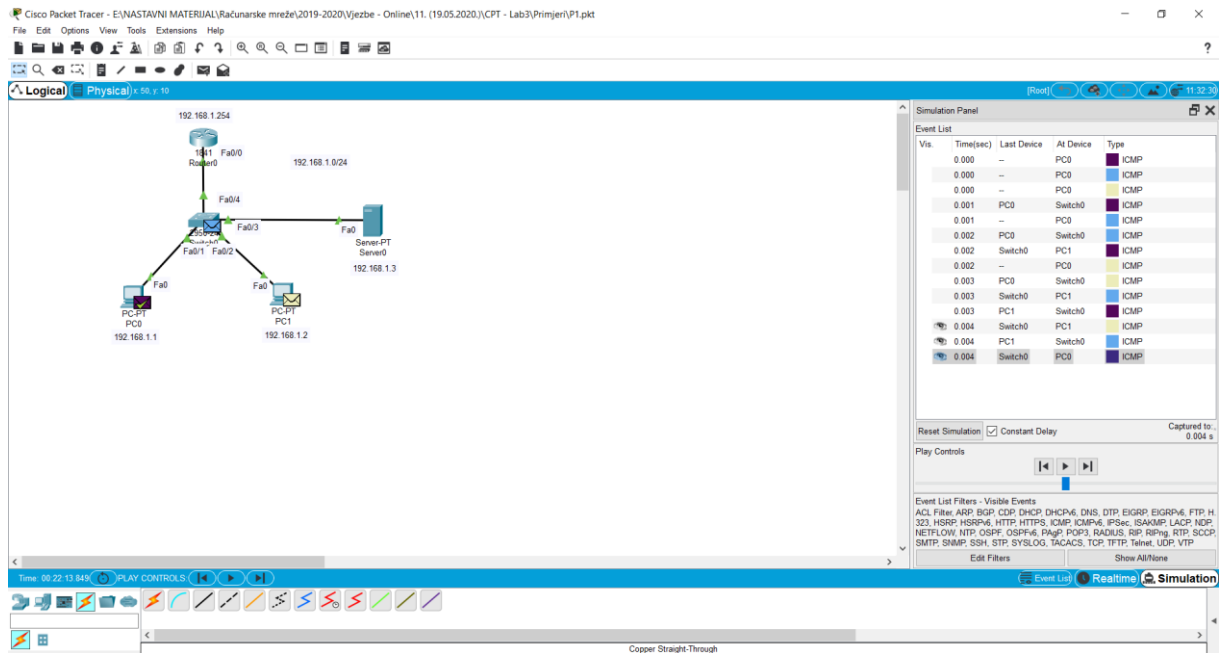 Cisco Packet Tracer - E:\NASTAVNI MATERIJAL\Računarske mreže\2019-2020\Vjezbe - Online\11. (19.05.2020.)\CPT - Lab3\Primjeri\P1.pkt
File Edit Options View Tools Extensions Help
?
Logical Physical x: 50, y: 10 [Root] 11:32:30
192.168.1.254
1841 Fa0/0
Router0
192.168.1.0/24
Fa0/4
Fa0/3
Fa0
2950-24
Switch0
Fa0/1 Fa0/2
Server-PT
Server0
192.168.1.3
Fa0
Fa0
PC-PT
PC0
192.168.1.1
PC-PT
PC1
192.168.1.2
Simulation Panel
Event List
Vis. Time(sec) Last Device At Device Type
0.000 -- PC0 ICMP
0.000 -- PC0 ICMP
0.000 -- PC0 ICMP
0.001 PC0 Switch0 ICMP
0.001 -- PC0 ICMP
0.002 PC0 Switch0 ICMP
0.002 Switch0 PC1 ICMP
0.002 -- PC0 ICMP
0.003 PC0 Switch0 ICMP
0.003 Switch0 PC1 ICMP
0.003 PC1 Switch0 ICMP
0.004 Switch0 PC1 ICMP
0.004 PC1 Switch0 ICMP
0.004 Switch0 PC0 ICMP
Reset Simulation Constant Delay Captured to:
0.004 s
Play Controls
Event List Filters - Visible Events
ACL Filter, ARP, BGP, CDP, DHCP, DHCPv6, DNS, DTP, EIGRP, EIGRPv6, FTP, H.
323, HSRP, HSRPv6, HTTP, HTTPS, ICMP, ICMPv6, IPSec, ISAKMP, LACP, NDP,
NETFLOW, NTP, OSPF, OSPFv6, PAgP, POP3, RADIUS, RIP, RIPng, RTP, SCCP,
SMTP, SNMP, SSH, STP, SYSLOG, TACACS, TCP, TFTP, Telnet, UDP, VTP
Edit Filters Show All/None
Time: 00:22:13.849 PLAY CONTROLS: Event List Realtime Simulation
Copper Straight-Through